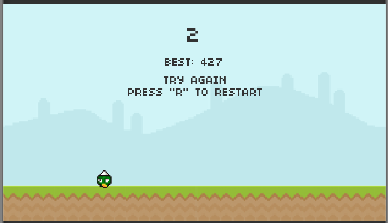 2
BEST: 427
TRY AGAIN
PRESS "R" TO RESTART